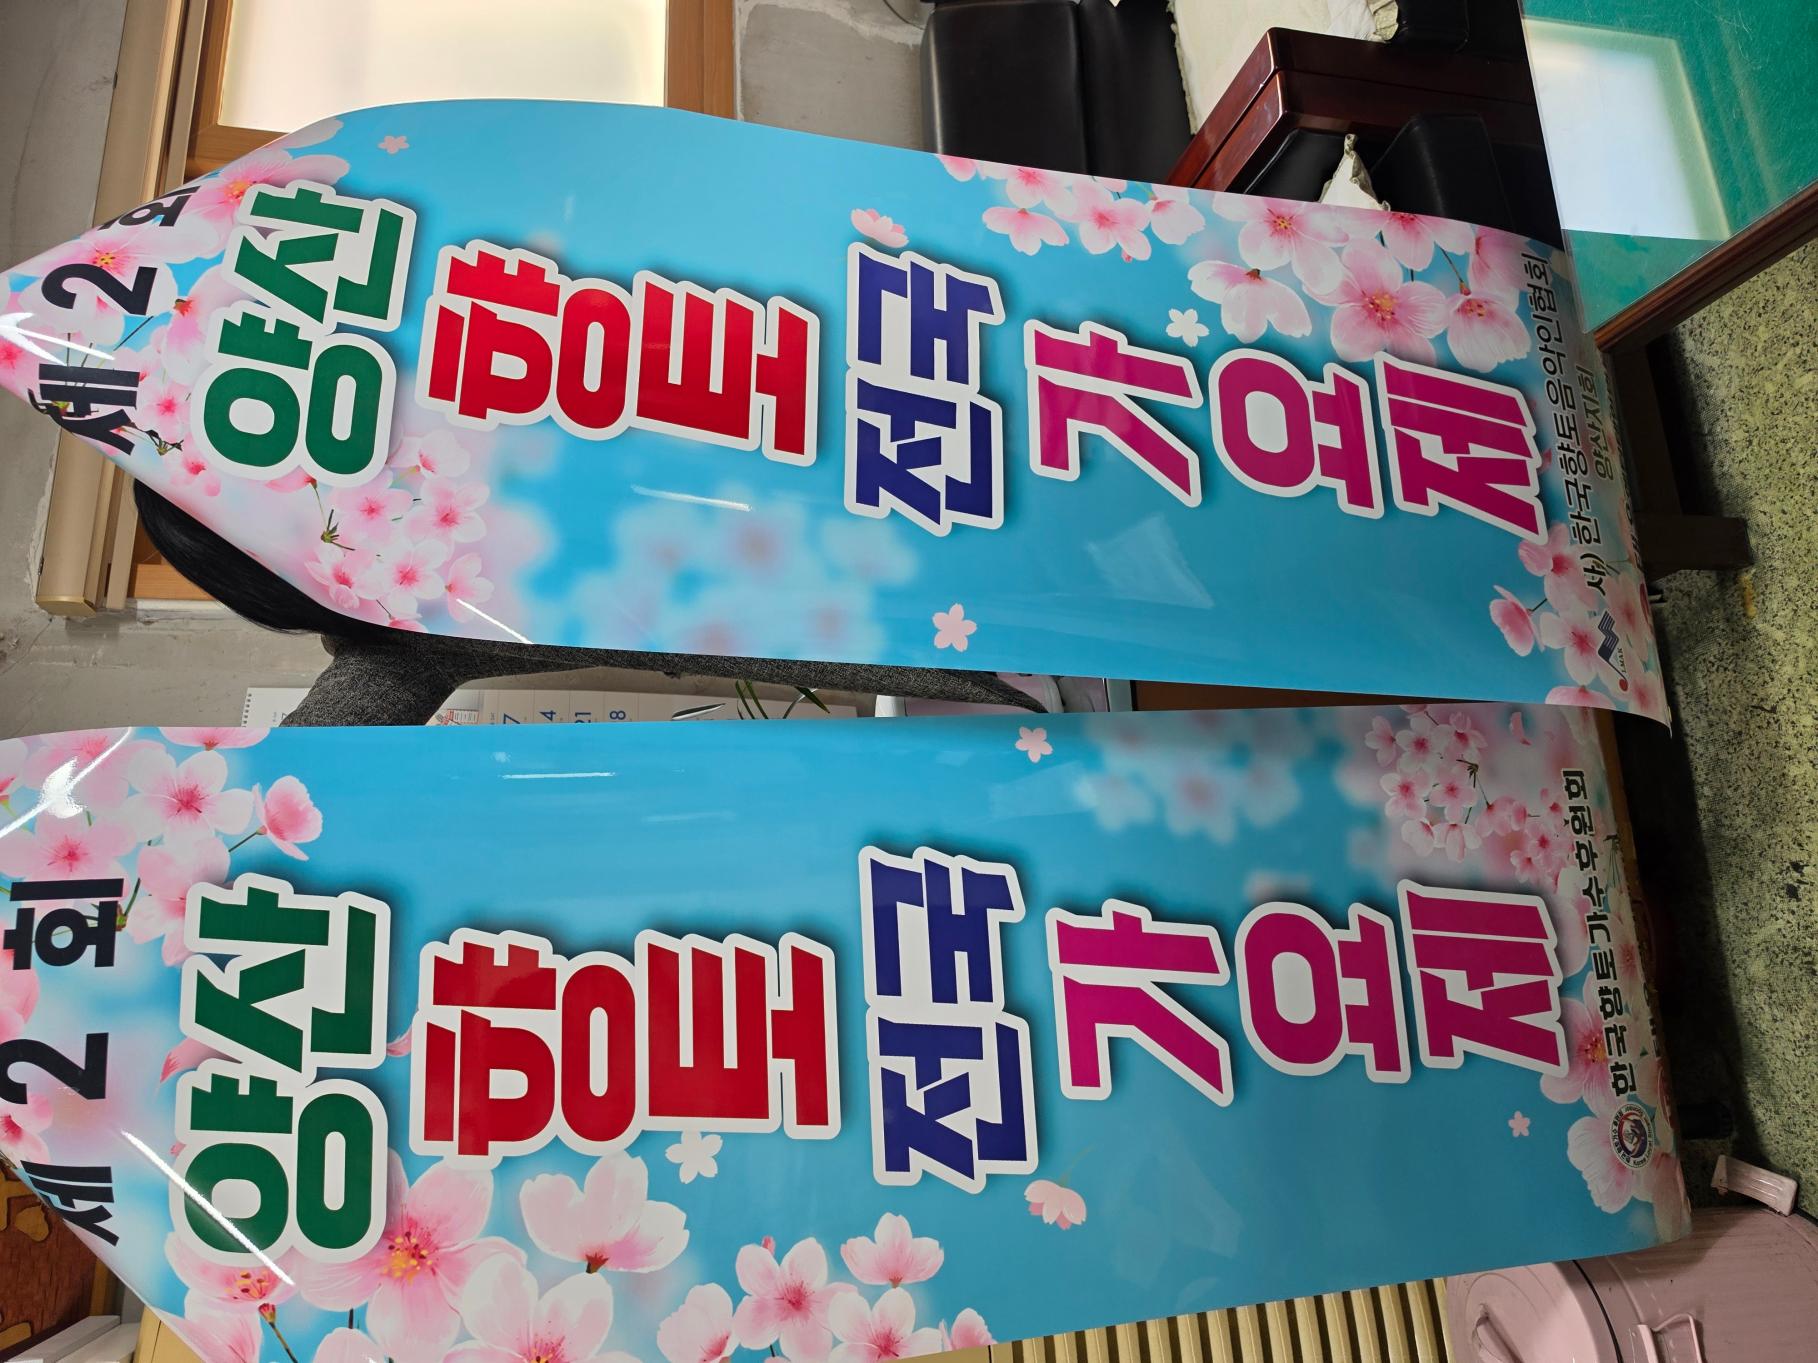 제 2 회
양산
향토
전국
가요제
사) 한국향토음악인협회
양산지회
제 2 회
양산
향토
전국
가요제
한국향토가수후원회